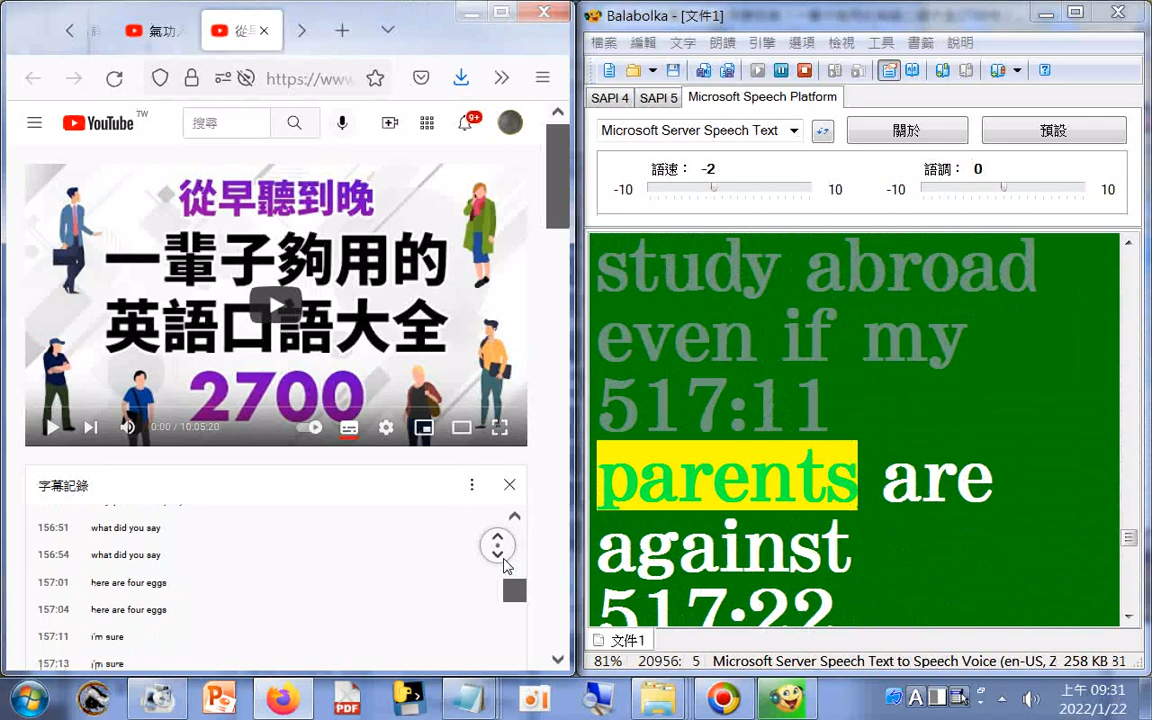 氣功
從
Balabolka - [文件1]
https://www
檔案 編輯 文字 朗讀 引擎 選項 檢視 工具 書籤 說明
SAPI 4 SAPI 5 Microsoft Speech Platform
YouTube TW
搜尋
9+
Microsoft Server Speech Text 關於 預設
語速： -2 語調： 0
-10 10 -10 10
從早聽到晚
一輩子夠用的
英語口語大全
2700
0:00 / 10:05:20
字幕記錄
156:51 what did you say
156:54 what did you say
157:01 here are four eggs
157:04 here are four eggs
157:11 i'm sure
157:13 i'm sure
study abroad
even if my
517:11
parents are
against
517:22
文件1
81% 20956: 5 Microsoft Server Speech Text to Speech Voice (en-US, Z 258 KB 31
PDF
A
上午 09:31
2022/1/22